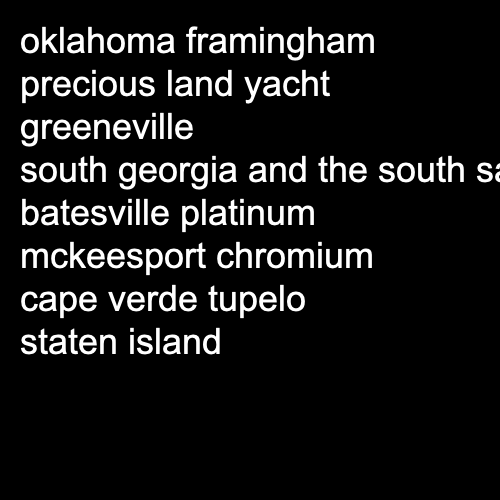 oklahoma framingham
precious land yacht
greeneville
south georgia and the south
batesville platinum
mckeesport chromium
cape verde tupelo
staten island